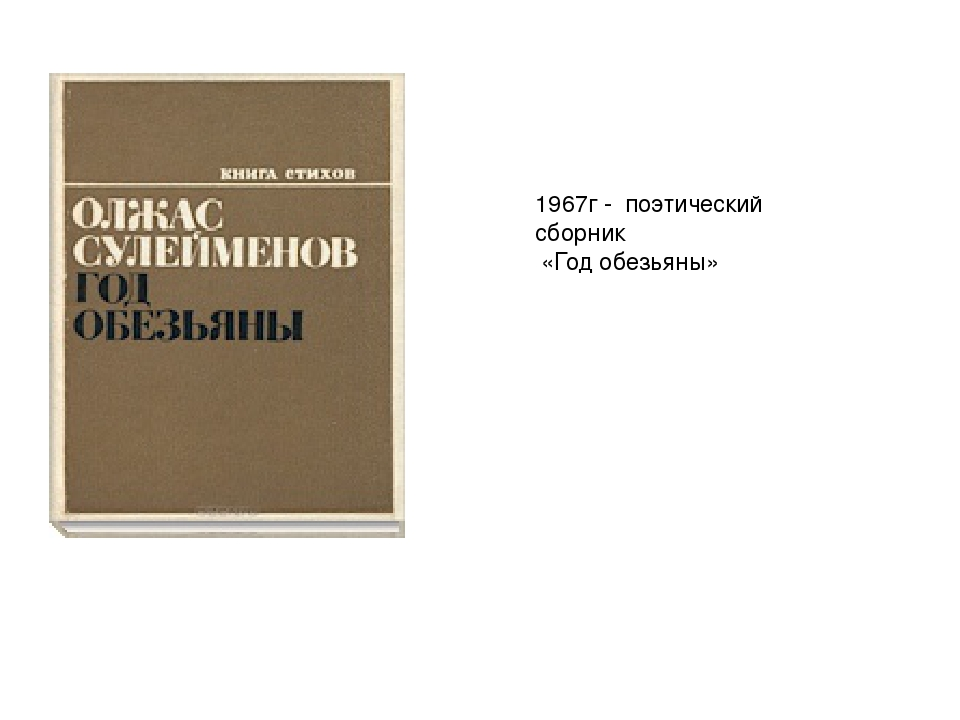 КНИГА СТИХОВ
ОЛЖАС
СУЛЕЙМЕНОВ
ГОД
ОБЕЗЬЯНЫ
1967г - поэтический
сборник
«Год обезьяны»